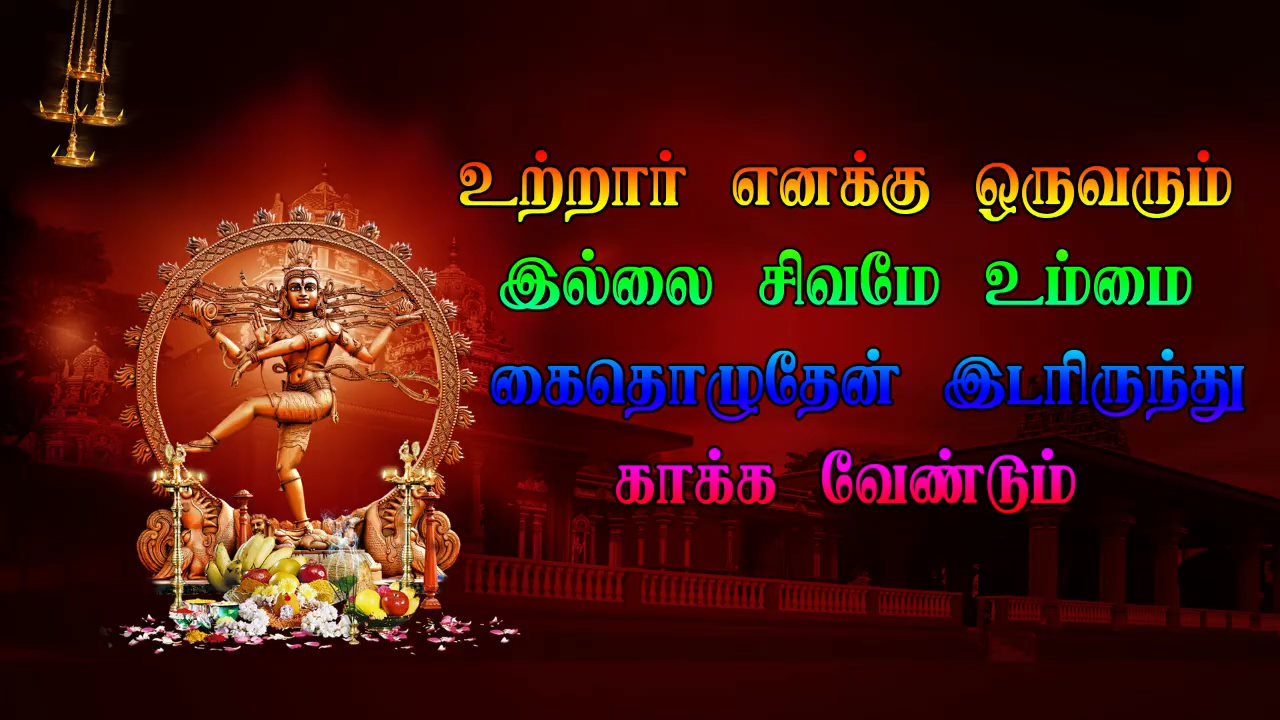 உற்றார் எனக்கு ஒருவரும்
இல்லை சிவமே உம்மை
கைதொழுதேன் இடரிருந்து
காக்க வேண்டும்